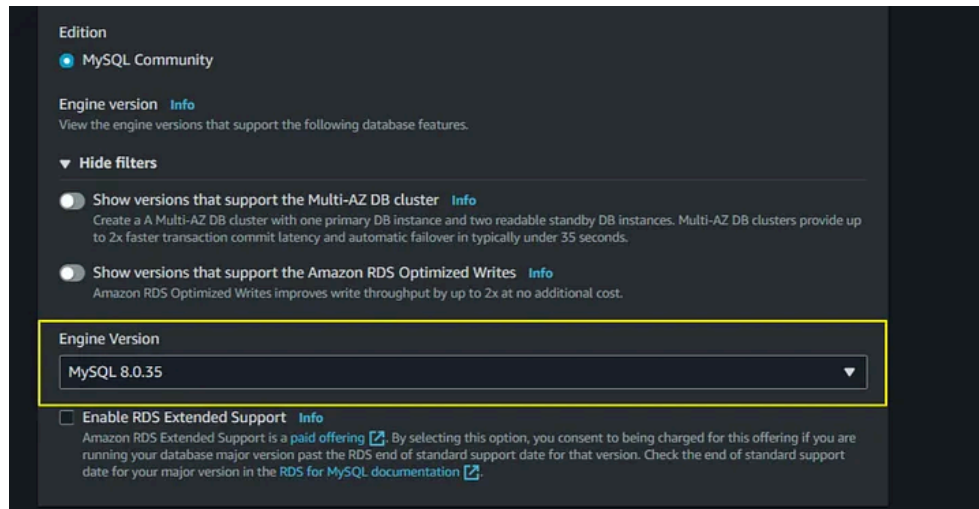 Edition
MySQL Community
Engine version Info
View the engine versions that support the following database features.
Hide filters
Show versions that support the Multi-AZ DB cluster Info
Create a A Multi-AZ DB cluster with one primary DB instance and two readable standby DB instances. Multi-AZ DB clusters provide up
to 2x faster transaction commit latency and automatic failover in typically under 35 seconds.
Show versions that support the Amazon RDS Optimized Writes Info
Amazon RDS Optimized Writes improves write throughput by up to 2x at no additional cost.
Engine Version
MySQL 8.0.35
Enable RDS Extended Support Info
Amazon RDS Extended Support is a paid offering. By selecting this option, you consent to being charged for this offering if you are
running your database major version past the RDS end of standard support date for that version. Check the end of standard support
date for your major version in the RDS for MySQL documentation.